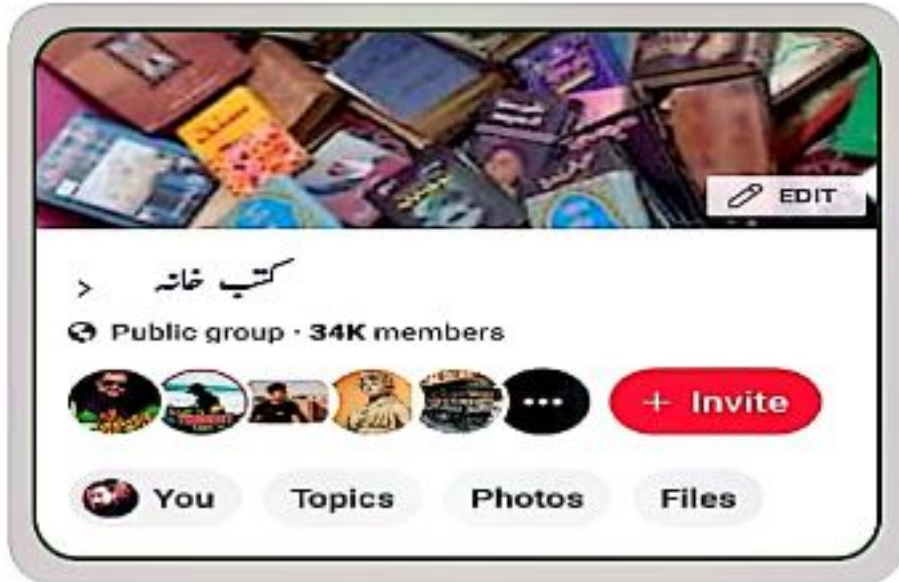 EDIT
کتب خانہ >
Public group · 34K members
+ Invite
You Topics Photos Files